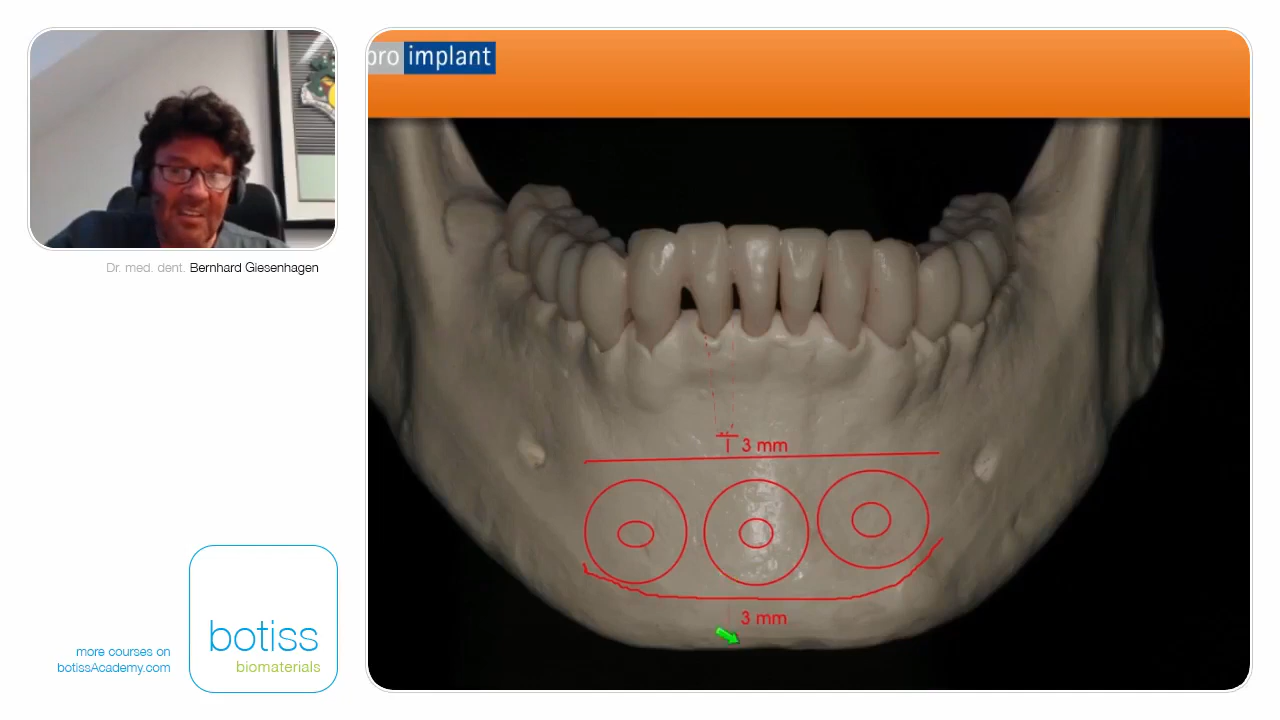 pro implant
Dr. med. dent. Bernhard Giesenhagen
3 mm
3 mm
more courses on
botissAcademy.com
botiss
biomaterials